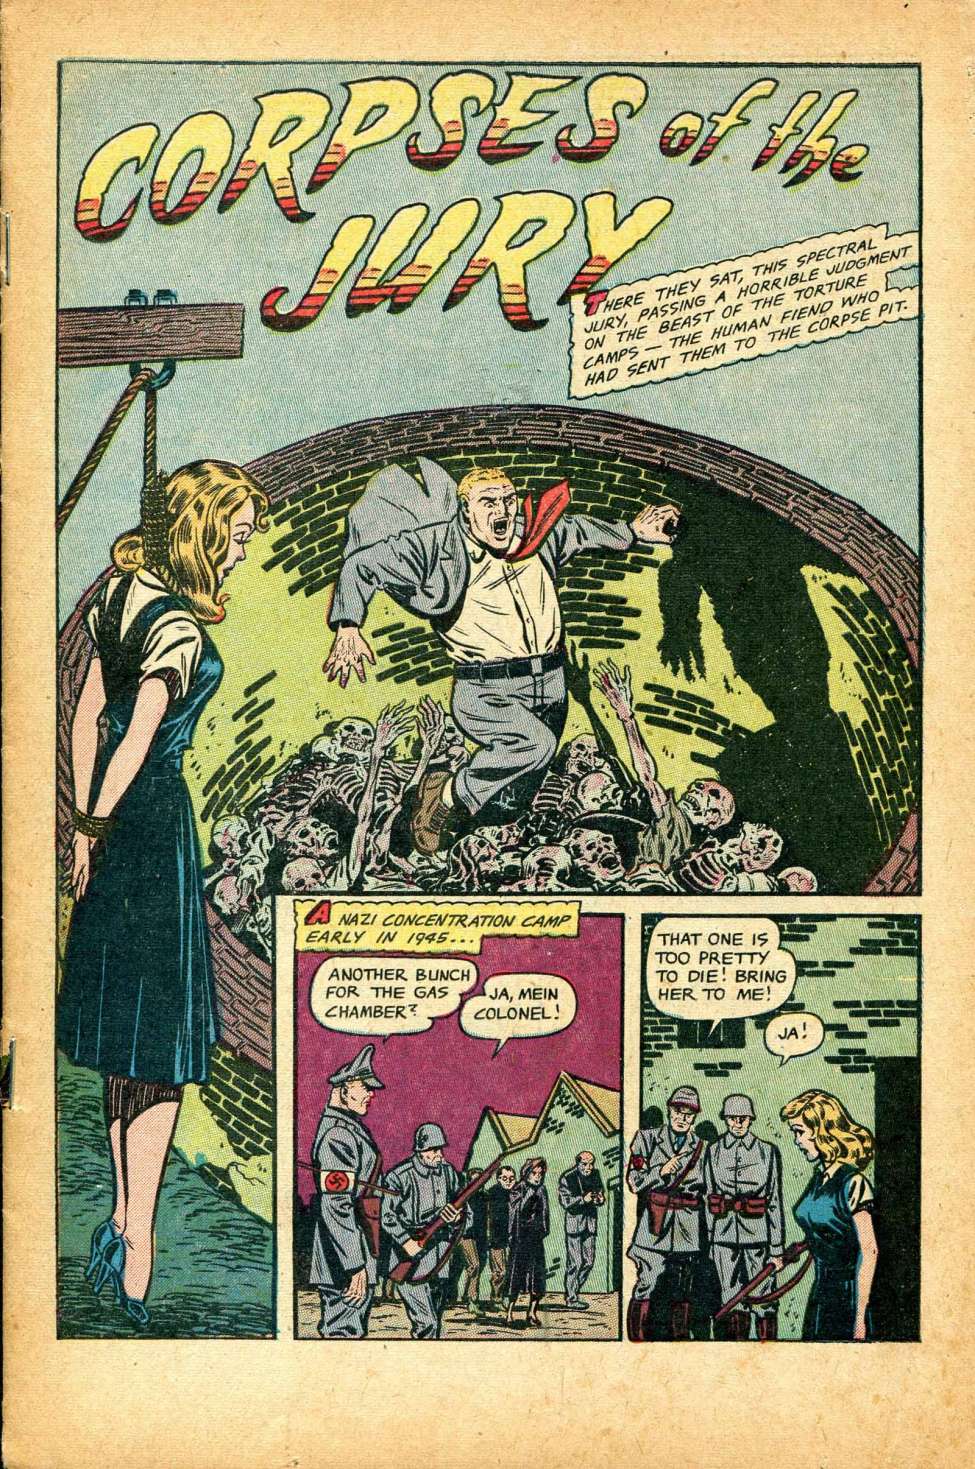 CORPSES of the
JURY
THERE THEY SAT, THIS SPECTRAL
JURY, PASSING A HORRIBLE JUDGMENT
ON THE BEAST OF THE TORTURE
CAMPS — THE HUMAN FIEND WHO
HAD SENT THEM TO THE CORPSE PIT.
A NAZI CONCENTRATION CAMP
EARLY IN 1945...
ANOTHER BUNCH
FOR THE GAS
CHAMBER?
JA, MEIN
COLONEL!
THAT ONE IS
TOO PRETTY
TO DIE! BRING
HER TO ME!
JA!